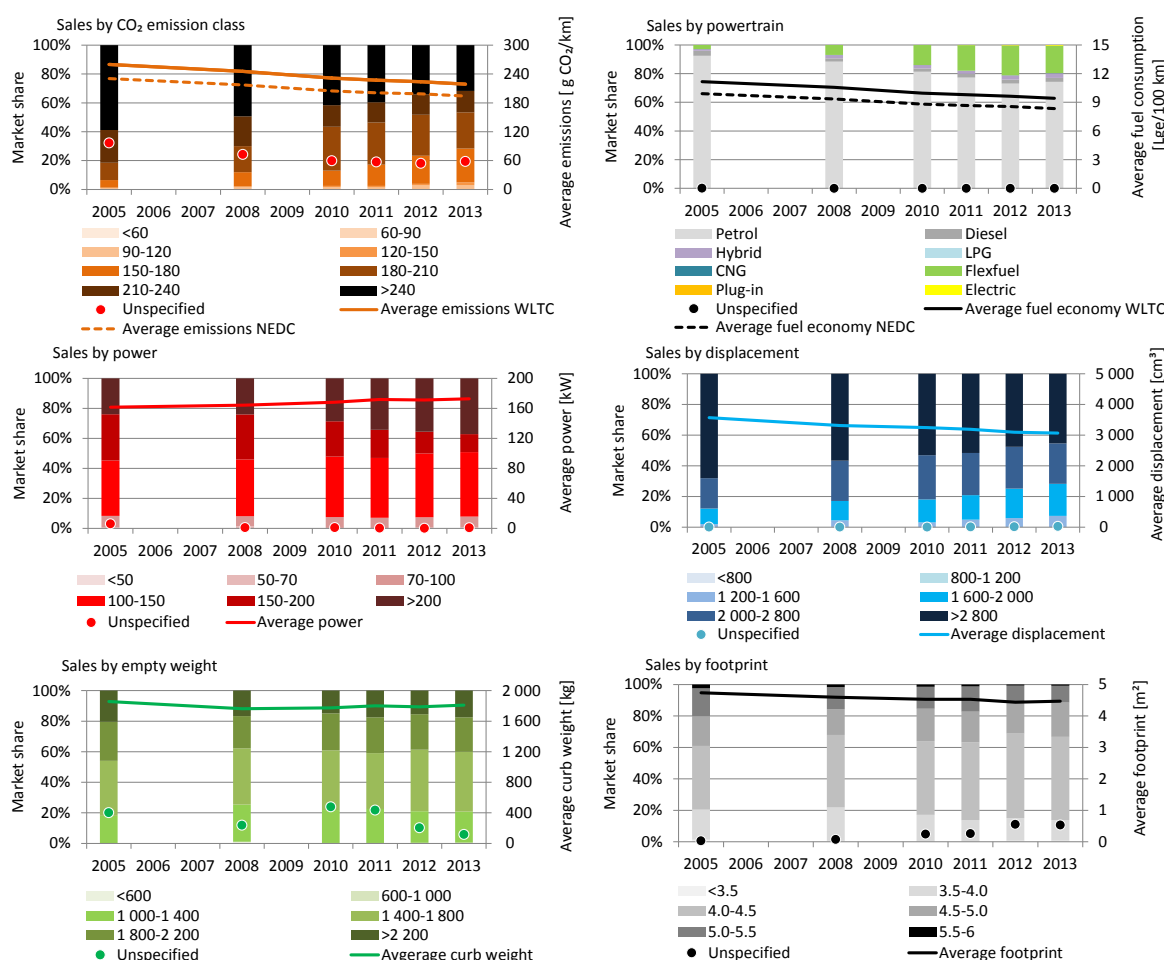 Sales by CO₂ emission class
Market share
100%
80%
60%
40%
20%
0%
300
240
180
120
60
0
Average emissions [ g CO₂/km]
2005 2006 2007 2008 2009 2010 2011 2012 2013
<60 60-90
90-120 120-150
150-180 180-210
210-240 >240
Unspecified Average emissions WLTC
Average emissions NEDC
Sales by powertrain
Market share
100%
80%
60%
40%
20%
0%
15
12
9
6
3
0
Average fuel consumption
[Lge/100 km]
2005 2006 2007 2008 2009 2010 2011 2012 2013
Petrol Diesel
Hybrid LPG
CNG Flexfuel
Plug-in Electric
Unspecified Average fuel economy WLTC
Average fuel economy NEDC
Sales by power
Market share
100%
80%
60%
40%
20%
0%
200
160
120
80
40
0
Average power [kW]
2005 2006 2007 2008 2009 2010 2011 2012 2013
<50 50-70 70-100
100-150 150-200 >200
Unspecified Average power
Sales by displacement
Market share
100%
80%
60%
40%
20%
0%
5 000
4 000
3 000
2 000
1 000
0
Average displacement [cm³]
2005 2006 2007 2008 2009 2010 2011 2012 2013
<800 800-1 200
1 200-1 600 1 600-2 000
2 000-2 800 >2 800
Unspecified Average displacement
Sales by empty weight
Market share
100%
80%
60%
40%
20%
0%
2 000
1 600
1 200
800
400
0
Average curb weight [kg]
2005 2006 2007 2008 2009 2010 2011 2012 2013
<600 600-1 000
1 000-1 400 1 400-1 800
1 800-2 200 >2 200
Unspecified Avgerage curb weight
Sales by footprint
Market share
100%
80%
60%
40%
20%
0%
5
4
3
2
1
0
Average footprint [m²]
2005 2006 2007 2008 2009 2010 2011 2012 2013
<3.5 3.5-4.0
4.0-4.5 4.5-5.0
5.0-5.5 5.5-6
Unspecified Average footprint